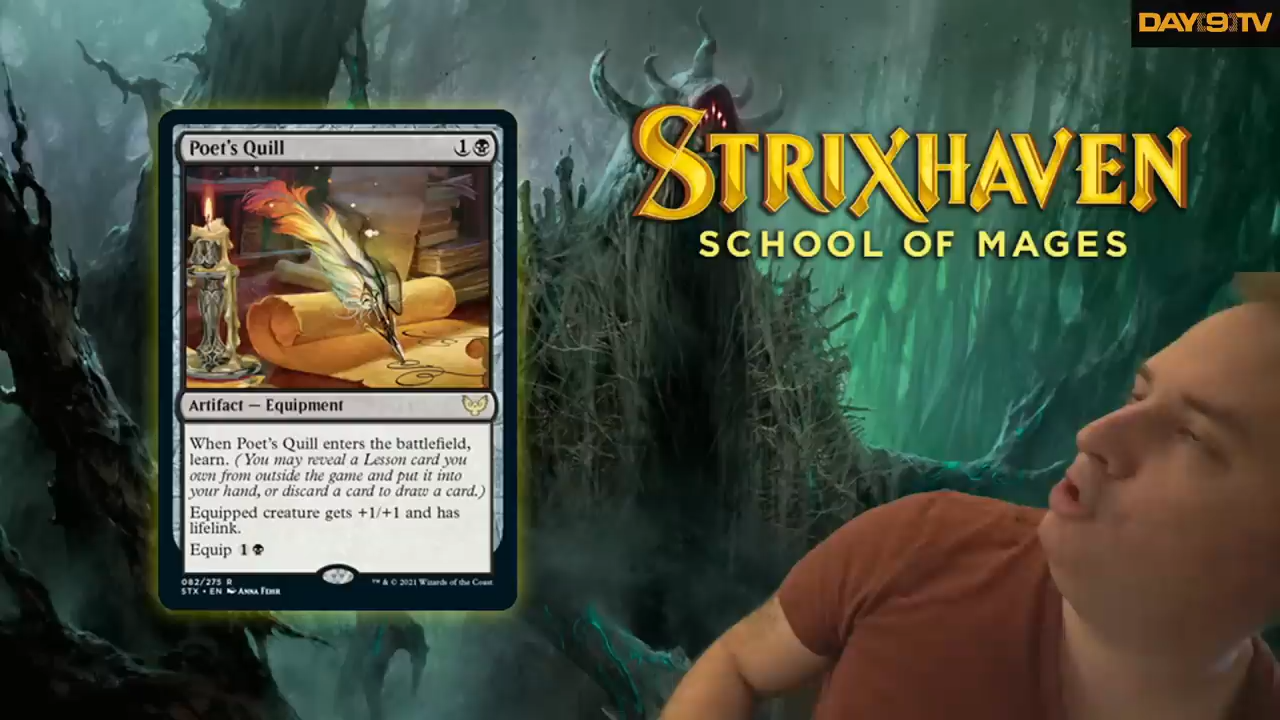 DAY[9]TV
Poet's Quill
1
STRIXHAVEN
SCHOOL OF MAGES
Artifact — Equipment
When Poet's Quill enters the battlefield,
learn. (You may reveal a Lesson card you
own from outside the game and put it into
your hand, or discard a card to draw a card.)
Equipped creature gets +1/+1 and has
lifelink.
Equip 1
082/275 R
STX • EN Anna Fehr
™ & © 2021 Wizards of the Coast